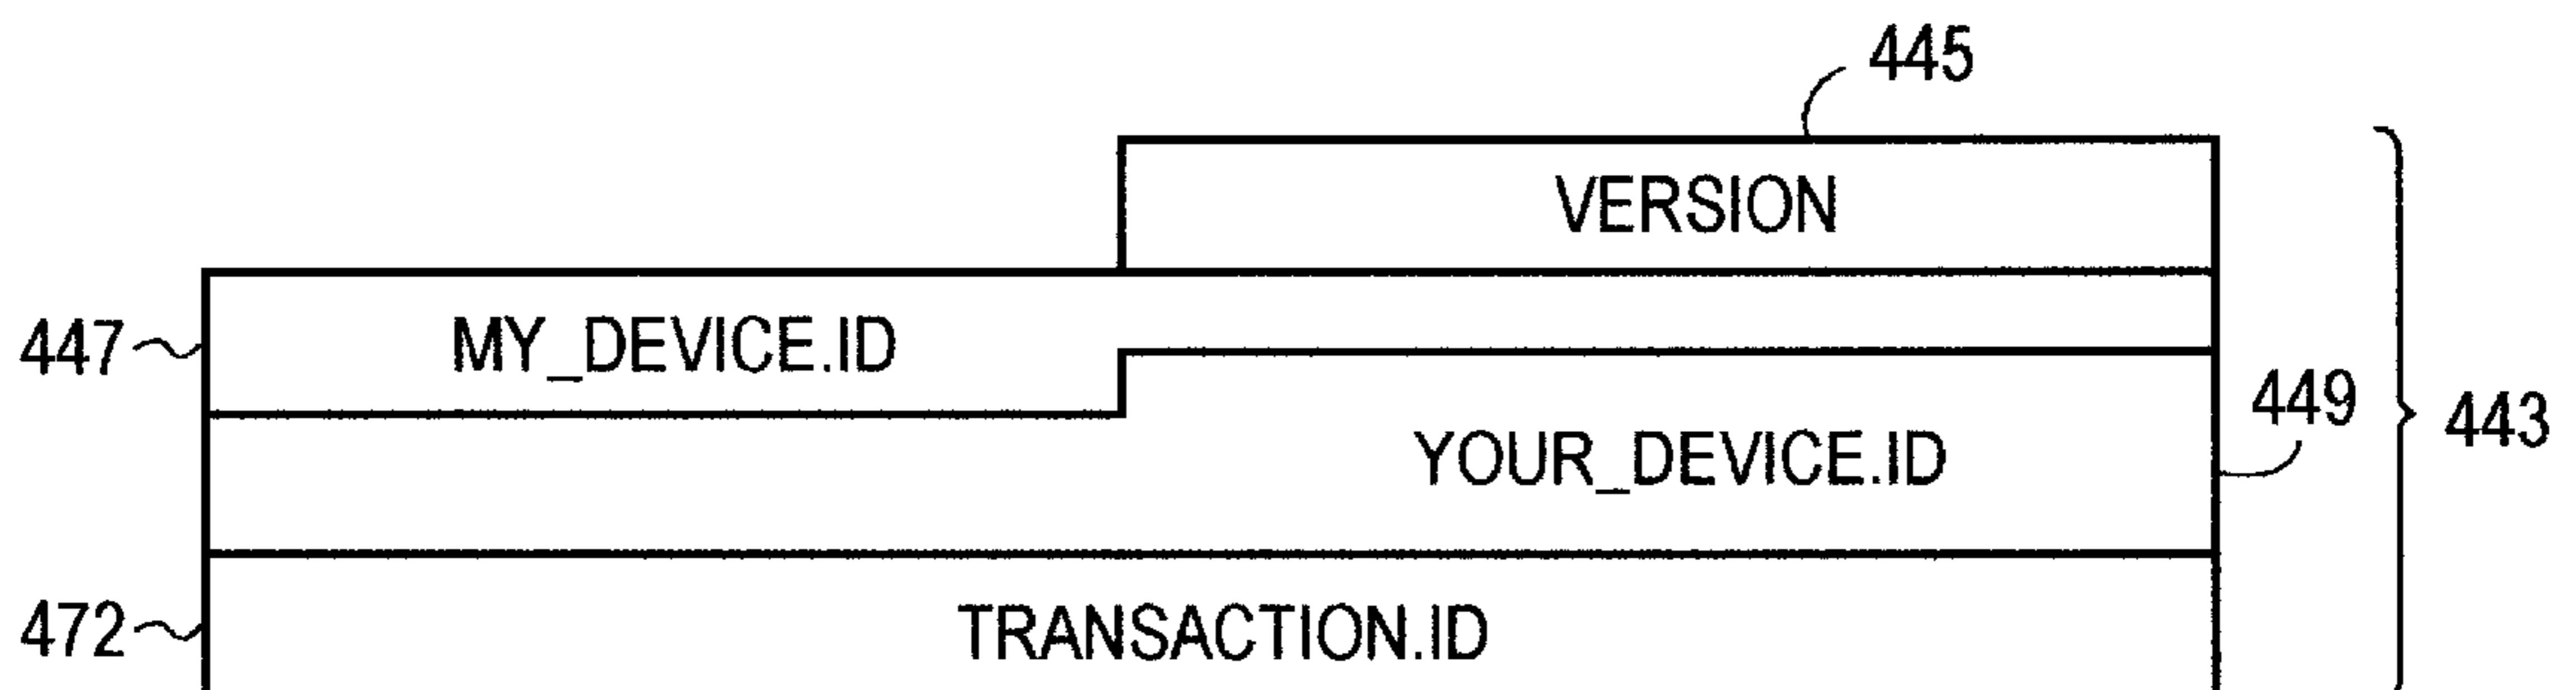 445
VERSION
447 MY_DEVICE.ID
449
YOUR_DEVICE.ID
443
472 TRANSACTION.ID